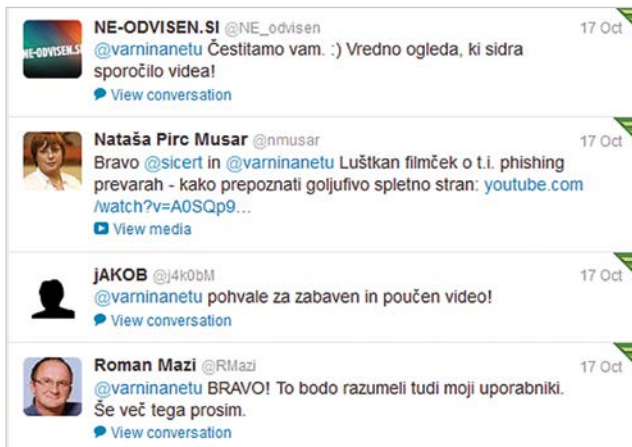 NE-ODVISEN.SI @NE_odvisen 17 Oct
NE-ODVISEN.SI
@varninanetu Čestitamo vam. :) Vredno ogleda, ki sidra
sporočilo videa!
View conversation
Nataša Pirc Musar @nmusar 17 Oct
Bravo @sicert in @varninanetu Luštkan filmček o t.i. phishing
prevarah - kako prepoznati goljufivo spletno stran: youtube.com
/watch?v=A0SQp9...
View media
jAKOB @j4k0bM 17 Oct
@varninanetu pohvale za zabaven in poučen video!
View conversation
Roman Mazi @RMazi 17 Oct
@varninanetu BRAVO! To bodo razumeli tudi moji uporabniki.
Še več tega prosim.
View conversation